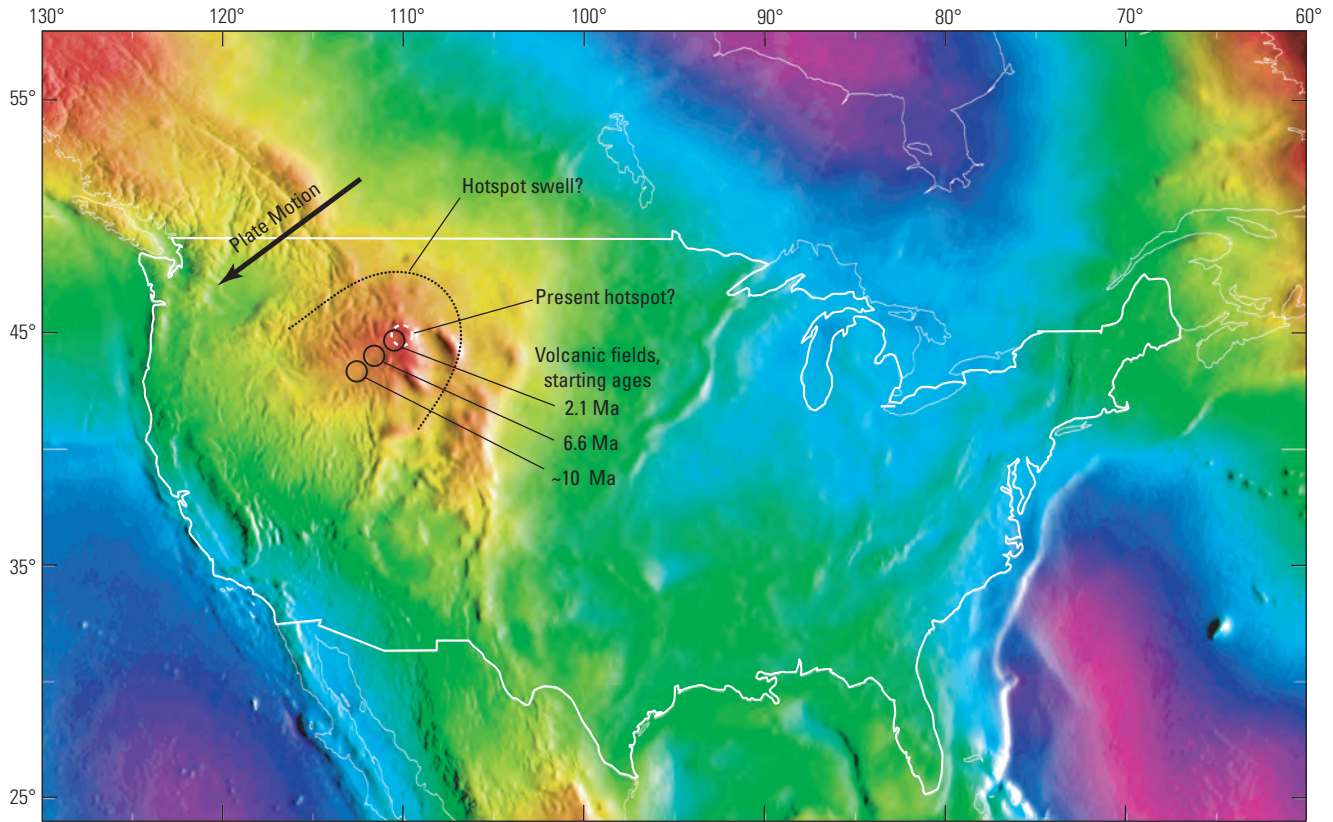 130° 120° 110° 100° 90° 80° 70° 60°
55°
Hotspot swell?
Plate Motion
Present hotspot?
45°
Volcanic fields,
starting ages
2.1 Ma
6.6 Ma
~10 Ma
35°
25°